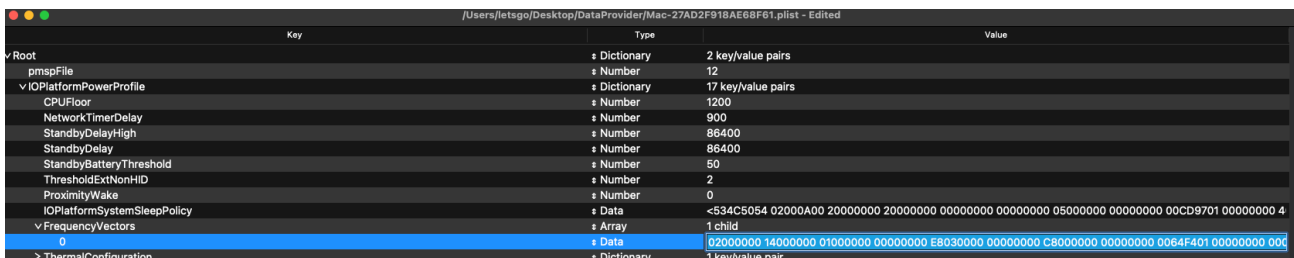 /Users/letsgo/Desktop/DataProvider/Mac-27AD2F918AE68F61.plist - Edited
Key Type Value
Root Dictionary 2 key/value pairs
pmspFile Number 12
IOPlatformPowerProfile Dictionary 17 key/value pairs
CPUFloor Number 1200
NetworkTimerDelay Number 900
StandbyDelayHigh Number 86400
StandbyDelay Number 86400
StandbyBatteryThreshold Number 50
ThresholdExtNonHID Number 2
ProximityWake Number 0
IOPlatformSystemSleepPolicy Data <534C5054 02000A00 20000000 20000000 00000000 00000000 05000000 00000000 00CD9701 00000000 4
FrequencyVectors Array 1 child
0 Data 02000000 14000000 01000000 00000000 E8030000 00000000 C8000000 00000000 0064F401 00000000 000
ThermalConfiguration Dictionary 1 key/value pair